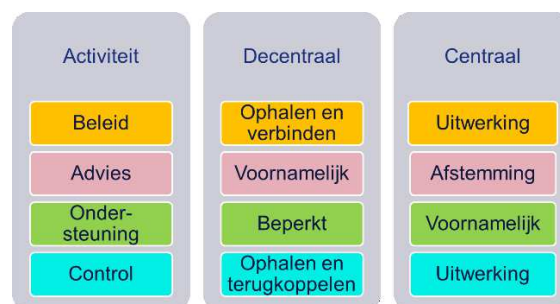 Activiteit
Decentraal
Centraal
Beleid
Ophalen en
verbinden
Uitwerking
Advies
Voornamelijk
Afstemming
Onder-
steuning
Beperkt
Voornamelijk
Control
Ophalen en
terugkoppelen
Uitwerking